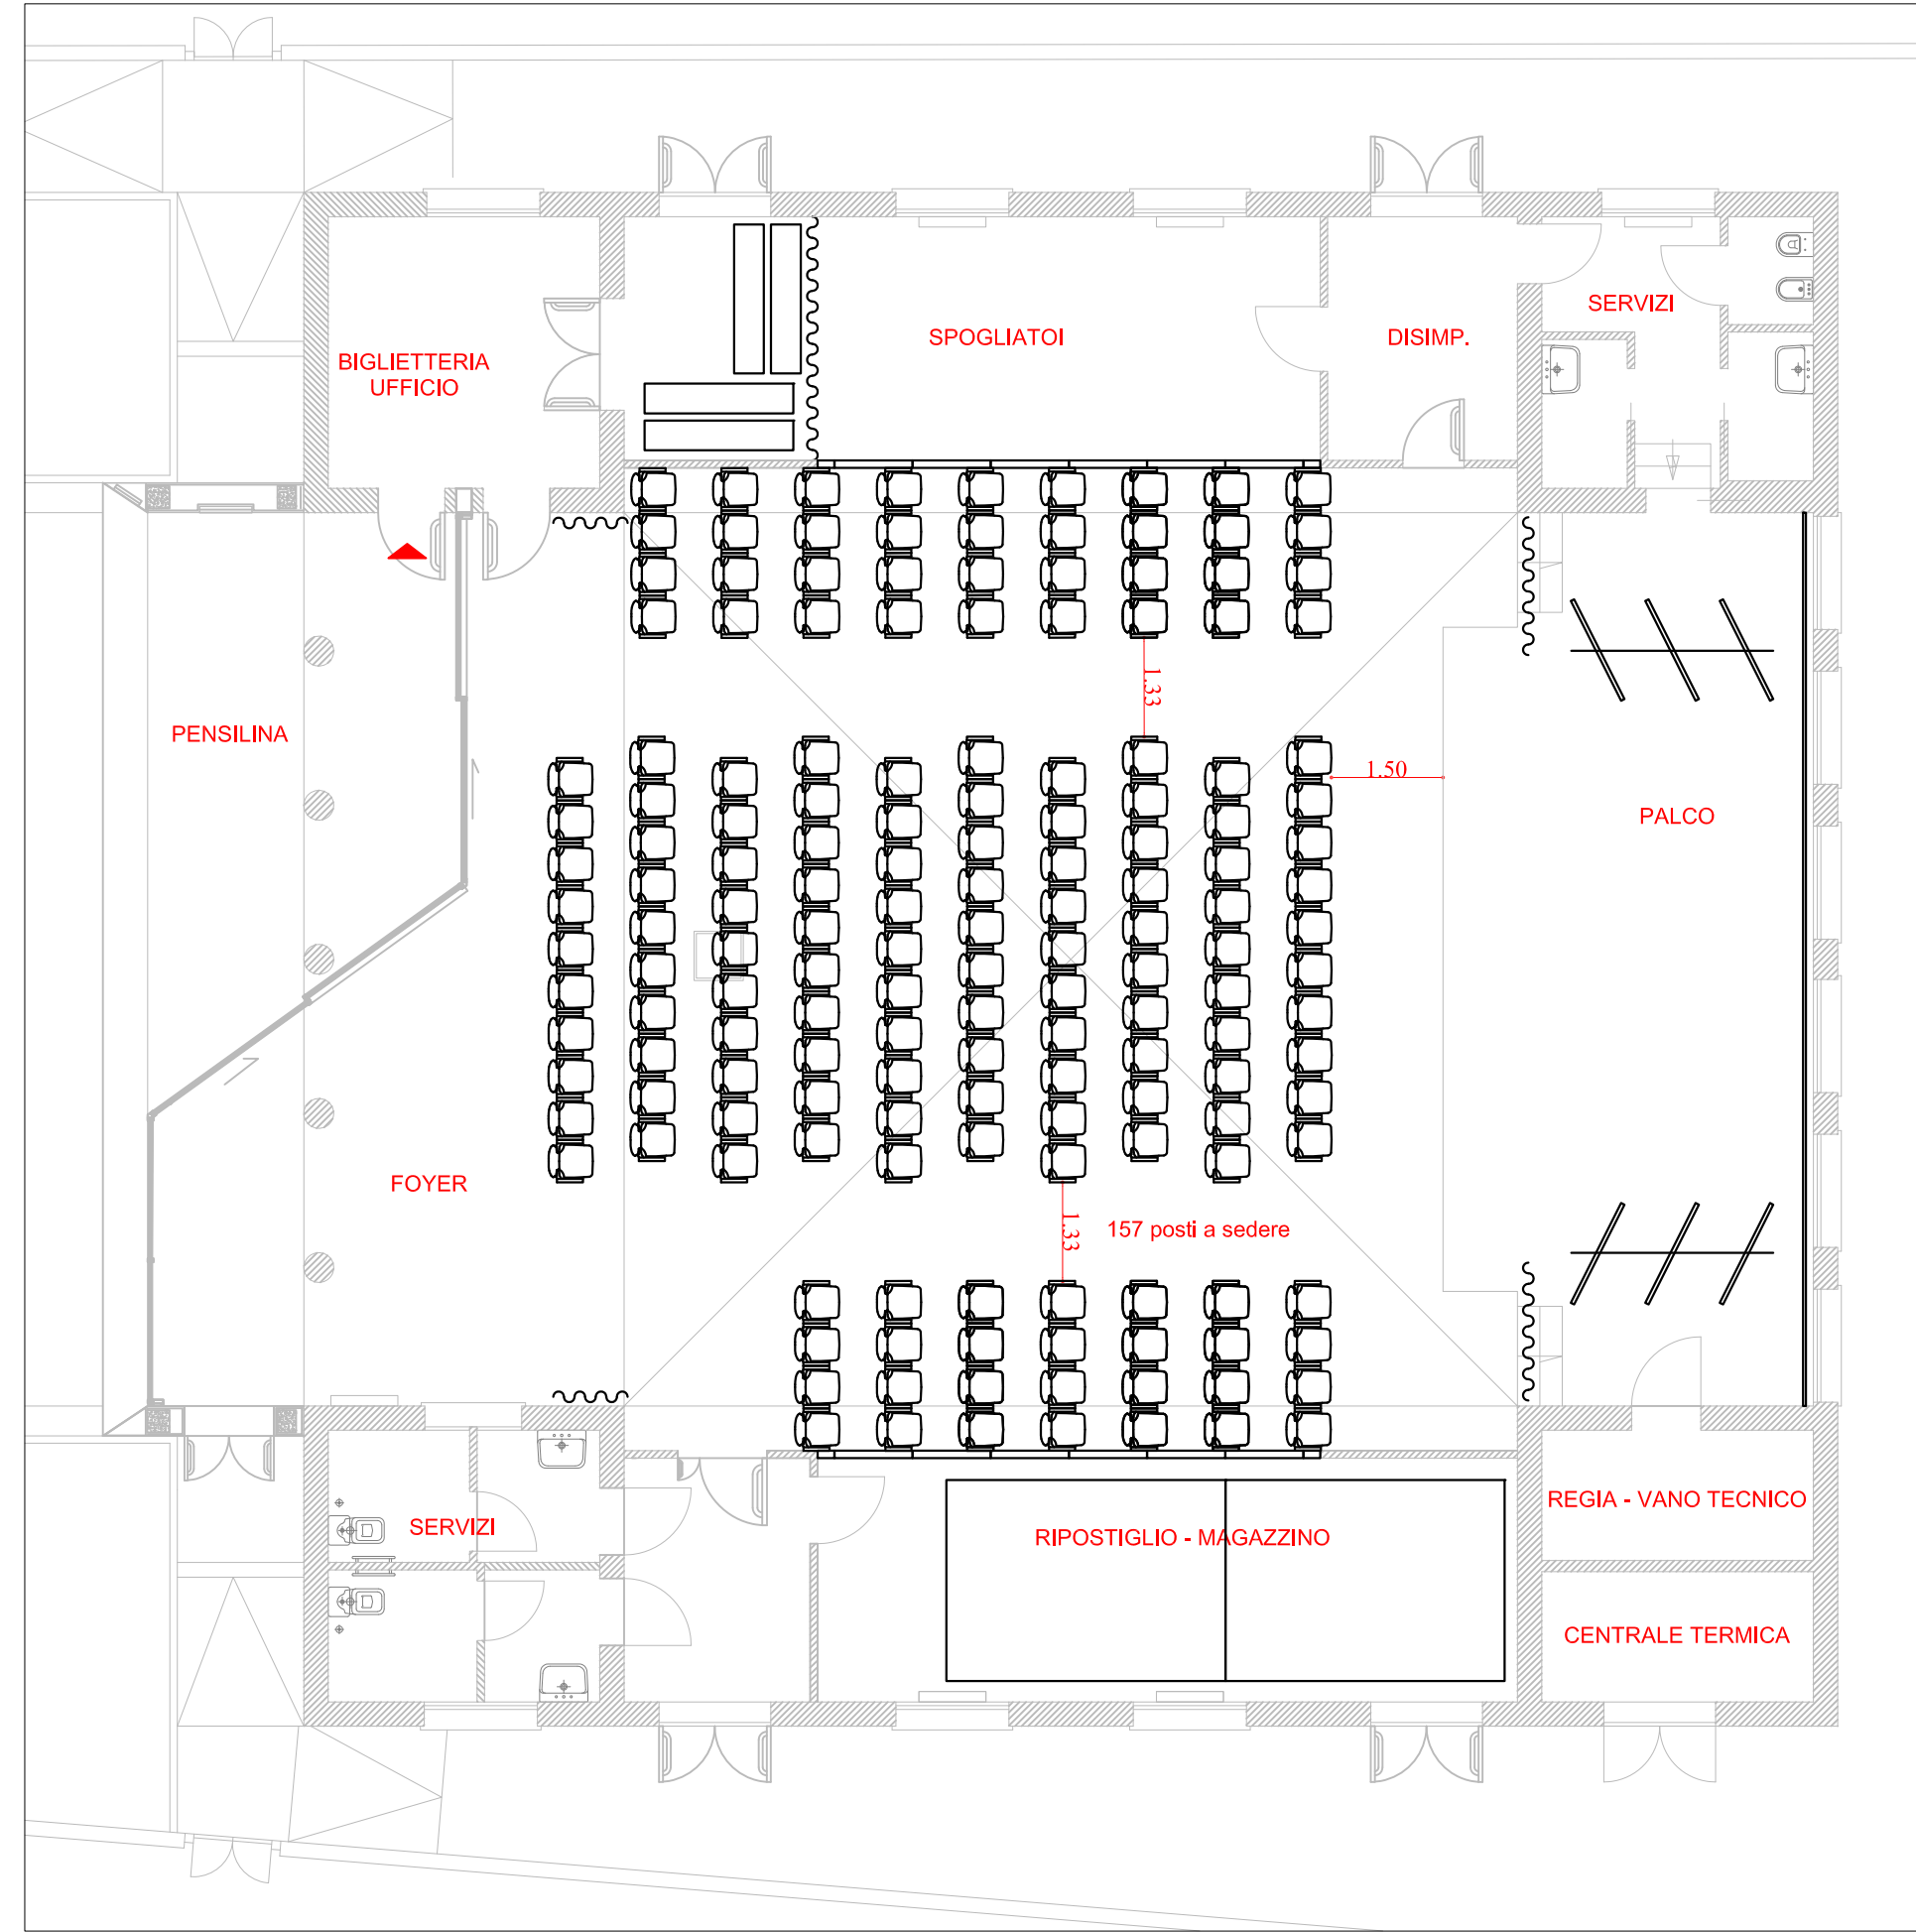 SERVIZI
SPOGLIATOI
DISIMP.
BIGLIETTERIA
UFFICIO
1.33
PENSILINA
1.50
PALCO
FOYER
1.33
157 posti a sedere
REGIA - VANO TECNICO
SERVIZI
RIPOSTIGLIO - MAGAZZINO
CENTRALE TERMICA